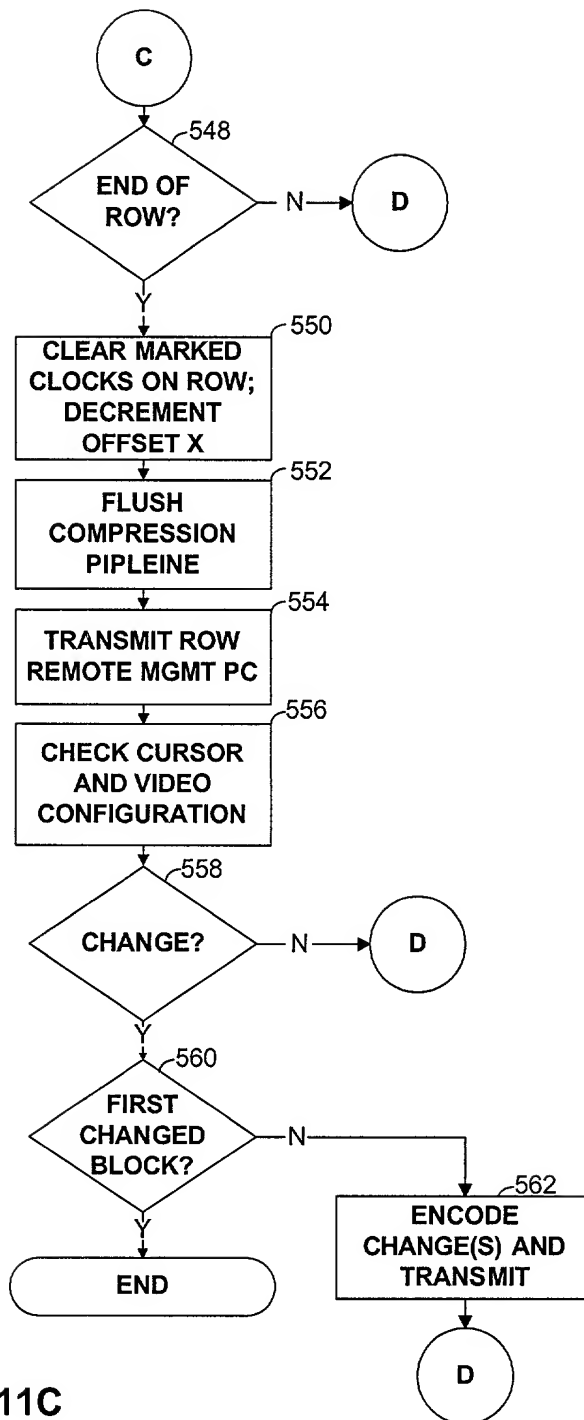 C
548
END OF
ROW?
N
D
Y
550
CLEAR MARKED
CLOCKS ON ROW;
DECREMENT
OFFSET X
552
FLUSH
COMPRESSION
PIPLEINE
554
TRANSMIT ROW
REMOTE MGMT PC
556
CHECK CURSOR
AND VIDEO
CONFIGURATION
558
CHANGE?
N
D
Y
560
FIRST
CHANGED
BLOCK?
N
Y
562
ENCODE
CHANGE(S) AND
TRANSMIT
END
D
11C